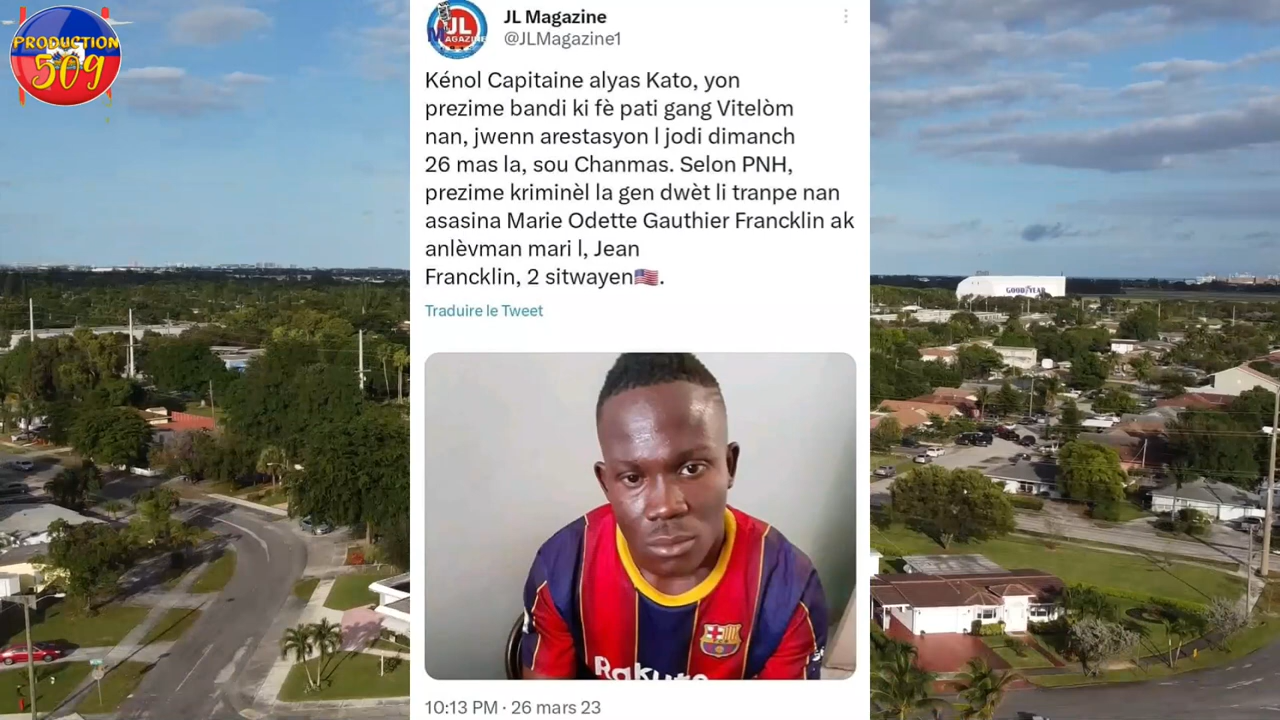 PRODUCTION
509
JL
MAGAZINE
JL Magazine
@JLMagazine1
Kénol Capitaine alyas Kato, yon
prezime bandi ki fè pati gang Vitelòm
nan, jwenn arestasyon l jodi dimanch
26 mas la, sou Chanmas. Selon PNH,
prezime kriminèl la gen dwèt li tranpe nan
asasina Marie Odette Gauthier Francklin ak
anlèvman mari l, Jean
Francklin, 2 sitwayen🇺🇸.
Traduire le Tweet
GOODYEAR
Rakuten
10:13 PM · 26 mars 23